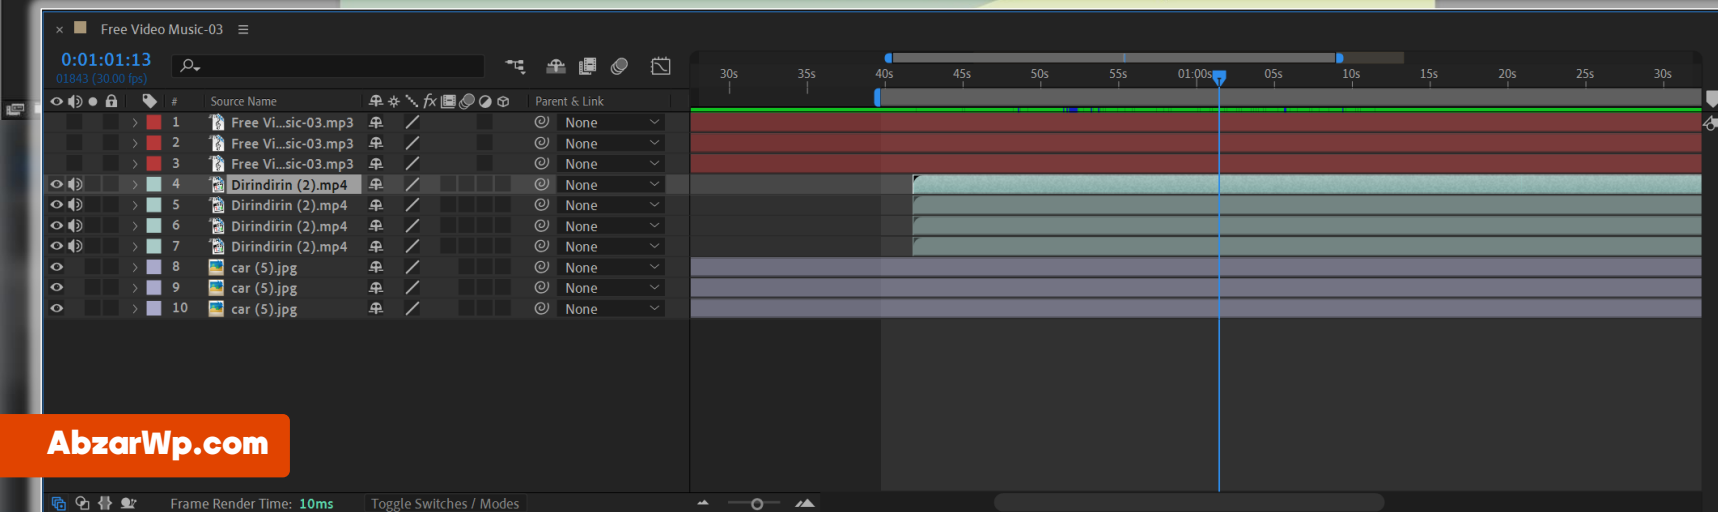 Free Video Music-03
0:01:01:13
01843 (30.00 fps)
30s 35s 40s 45s 50s 55s 01:00s 05s 10s 15s 20s 25s 30s
# Source Name fx Parent & Link
1 Free Vi...sic-03.mp3 None
2 Free Vi...sic-03.mp3 None
3 Free Vi...sic-03.mp3 None
4 Dirindirin (2).mp4 None
5 Dirindirin (2).mp4 None
6 Dirindirin (2).mp4 None
7 Dirindirin (2).mp4 None
8 car (5).jpg None
9 car (5).jpg None
10 car (5).jpg None
AbzarWp.com
Frame Render Time: 10ms Toggle Switches / Modes